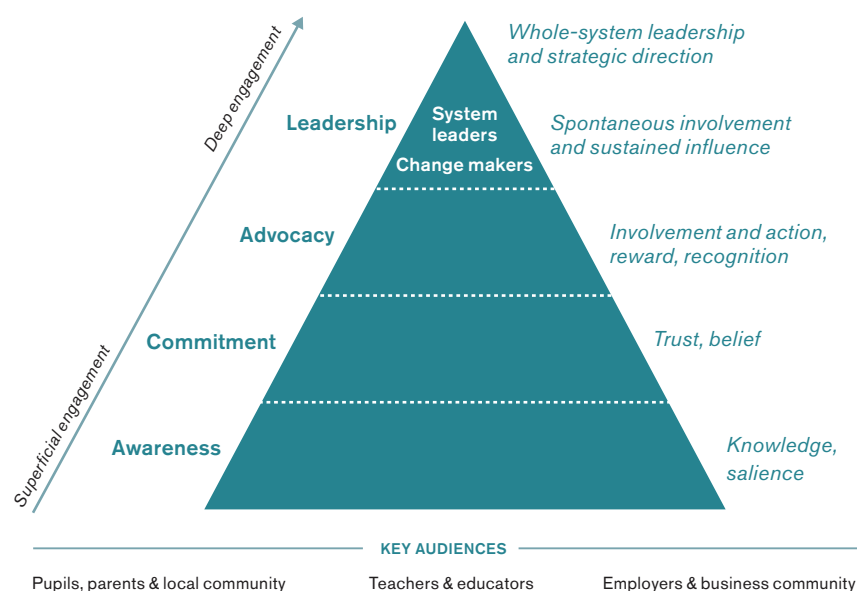 Whole-system leadership
and strategic direction
Deep engagement
Leadership
System
leaders
Change makers
Spontaneous involvement
and sustained influence
Advocacy
Involvement and action,
reward, recognition
Commitment
Trust, belief
Superficial engagement
Awareness
Knowledge,
salience
KEY AUDIENCES
Pupils, parents & local community
Teachers & educators
Employers & business community